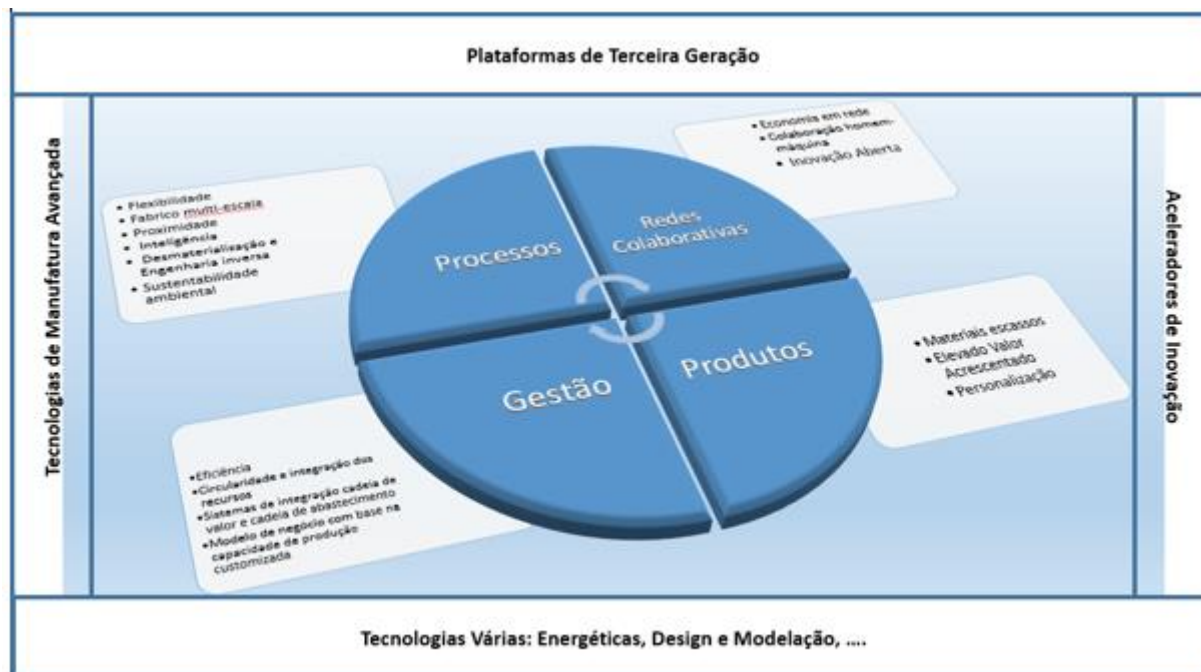 Plataformas de Terceira Geração
Tecnologias de Manufatura Avançada
• Flexibilidade
• Fabrico multi-escala
• Proximidade
• Inteligência
• Desmaterialização e
Engenharia inversa
• Sustentabilidade
ambiental
Processos
Redes
Colaborativas
• Economia em rede
• Colaboração homem-
máquina
• Inovação Aberta
Gestão
Produtos
• Materiais escassos
• Elevado Valor
Acrescentado
• Personalização
•Eficiência
•Circularidade e integração dos
recursos
•Sistemas de integração cadeia de
valor e cadeia de abastecimento
•Modelo de negócio com base na
capacidade de produção
customizada
Aceleradores de Inovação
Tecnologias Várias: Energéticas, Design e Modelação, ....